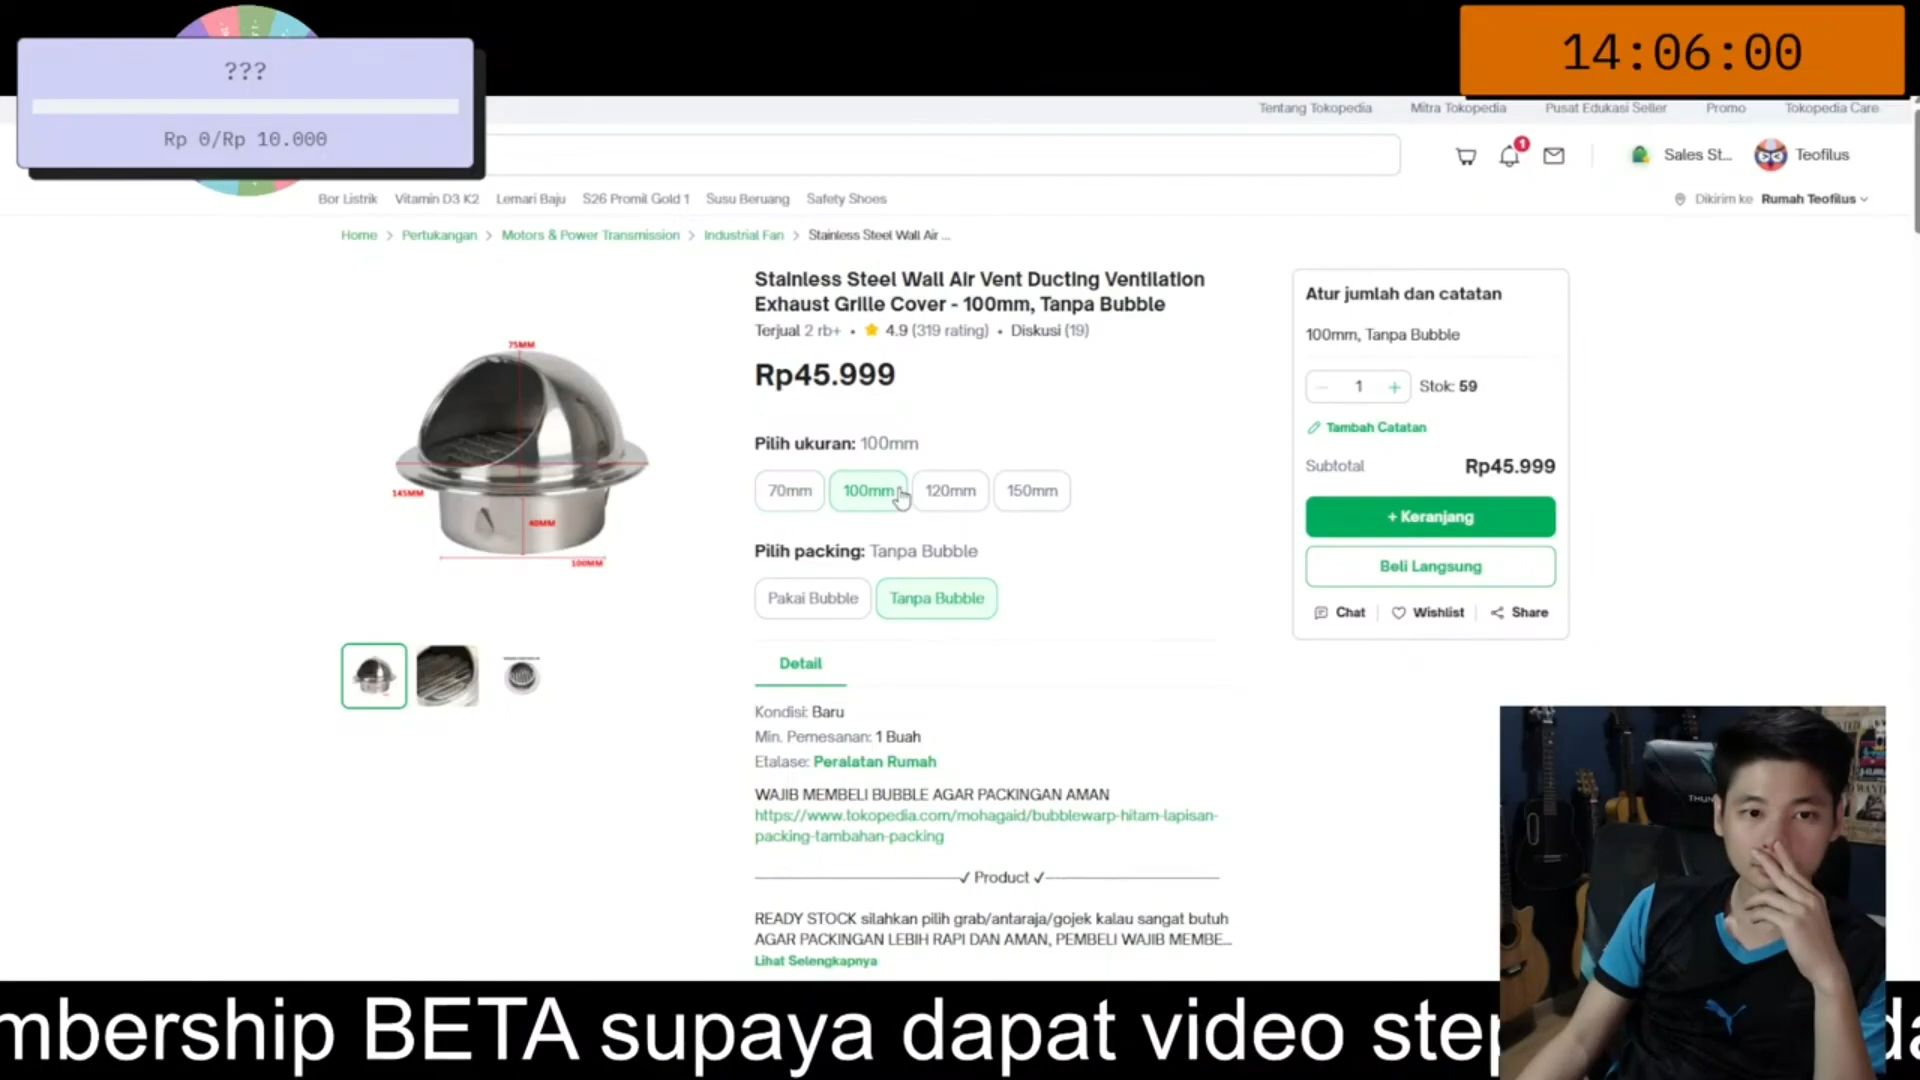 ???
Rp 0/Rp 10.000
14:06:00
Tentang Tokopedia
Mitra Tokopedia
Pusat Edukasi Seller
Promo
Tokopedia Care
1
Sales St...
Teofilus
Bor Listrik
Vitamin D3 K2
Lemari Baju
S26 Promil Gold 1
Susu Beruang
Safety Shoes
Dikirim ke Rumah Teofilus
Home > Pertukangan > Motors & Power Transmission > Industrial Fan > Stainless Steel Wall Air ...
75MM
145MM
40MM
100MM
Stainless Steel Wall Air Vent Ducting Ventilation
Exhaust Grille Cover - 100mm, Tanpa Bubble
Terjual 2 rb+ • 4.9 (319 rating) • Diskusi (19)
Rp45.999
Pilih ukuran: 100mm
70mm
100mm
120mm
150mm
Pilih packing: Tanpa Bubble
Pakai Bubble
Tanpa Bubble
Detail
Kondisi: Baru
Min. Pemesanan: 1 Buah
Etalase: Peralatan Rumah
WAJIB MEMBELI BUBBLE AGAR PACKINGAN AMAN
https://www.tokopedia.com/mohagaid/bubblewarp-hitam-lapisan-
packing-tambahan-packing
✓ Product ✓
READY STOCK silahkan pilih grab/antaraja/gojek kalau sangat butuh
AGAR PACKINGAN LEBIH RAPI DAN AMAN, PEMBELI WAJIB MEMBE...
Lihat Selengkapnya
Atur jumlah dan catatan
100mm, Tanpa Bubble
− 1 + Stok: 59
Tambah Catatan
Subtotal Rp45.999
+ Keranjang
Beli Langsung
Chat
Wishlist
Share
THUN
mbership BETA supaya dapat video step da